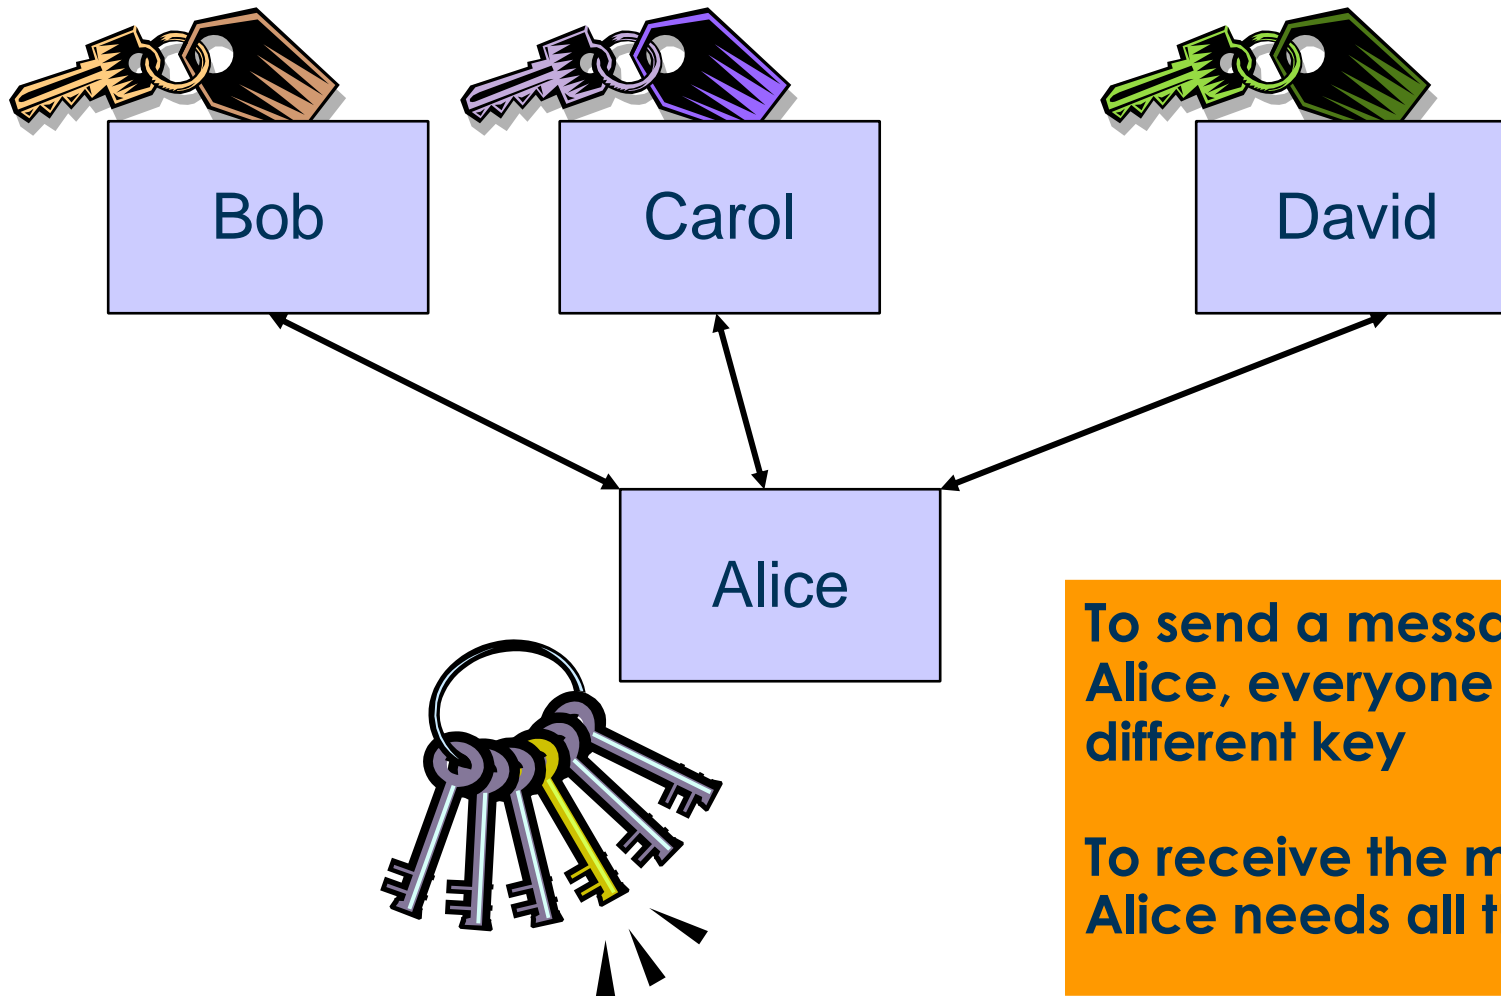 Bob
Carol
David
Alice
To send a messa
Alice, everyone
different key
To receive the m
Alice needs all t